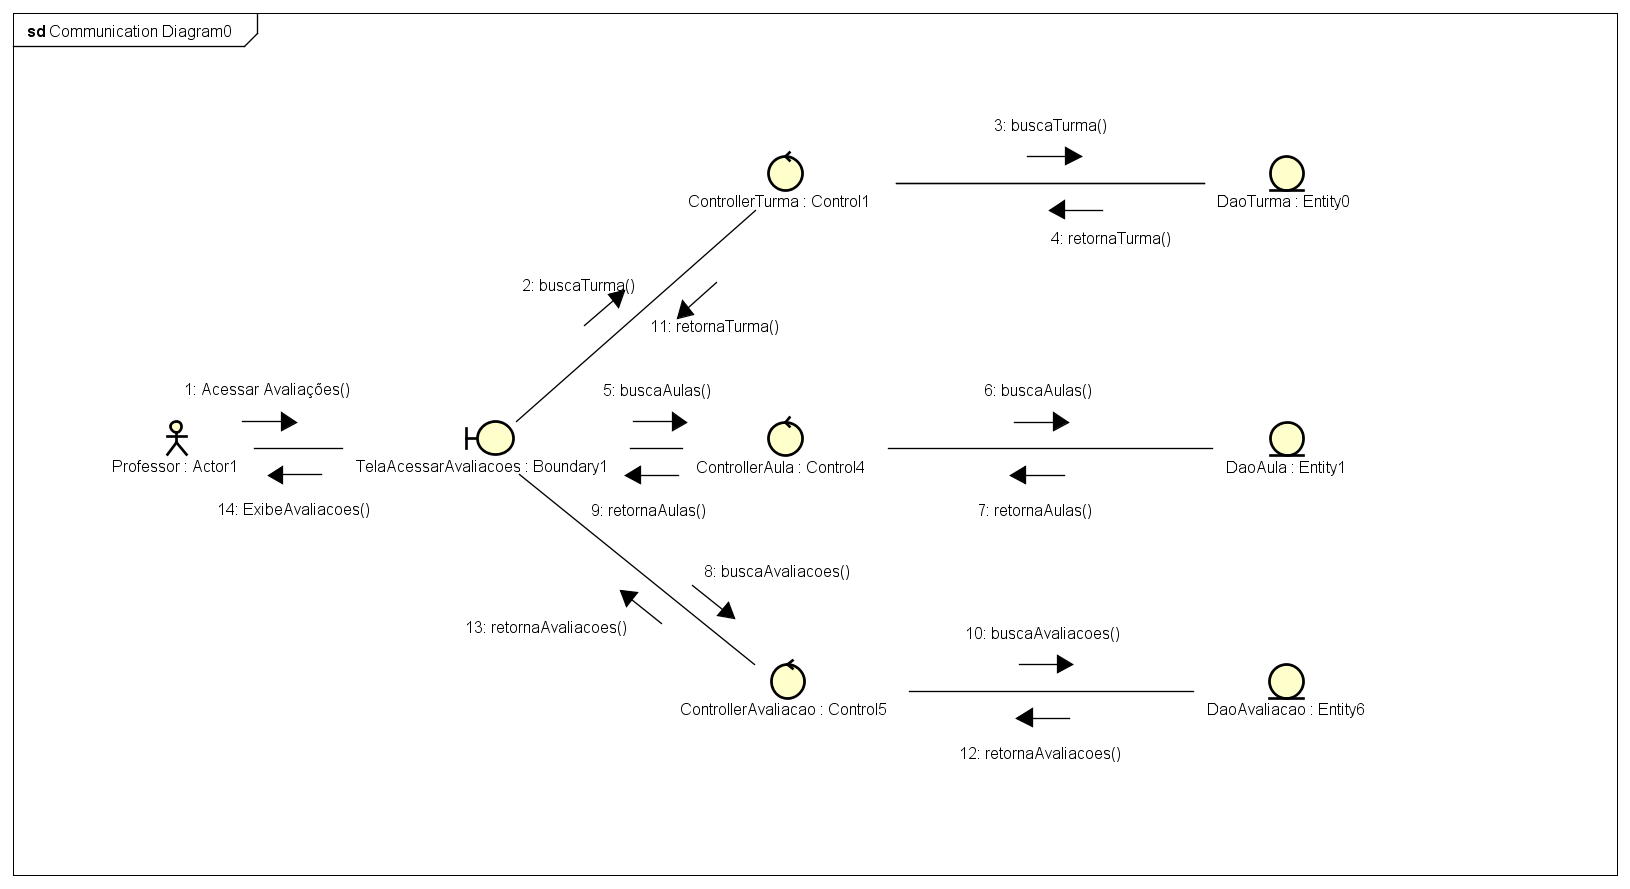 sd Communication Diagram0
3: buscaTurma()
ControllerTurma : Control1
DaoTurma : Entity0
4: retornaTurma()
2: buscaTurma()
11: retornaTurma()
1: Acessar Avaliações()
5: buscaAulas()
6: buscaAulas()
Professor : Actor1
TelaAcessarAvaliacoes : Boundary1
ControllerAula : Control4
DaoAula : Entity1
14: ExibeAvaliacoes()
9: retornaAulas()
7: retornaAulas()
8: buscaAvaliacoes()
13: retornaAvaliacoes()
10: buscaAvaliacoes()
ControllerAvaliacao : Control5
DaoAvaliacao : Entity6
12: retornaAvaliacoes()